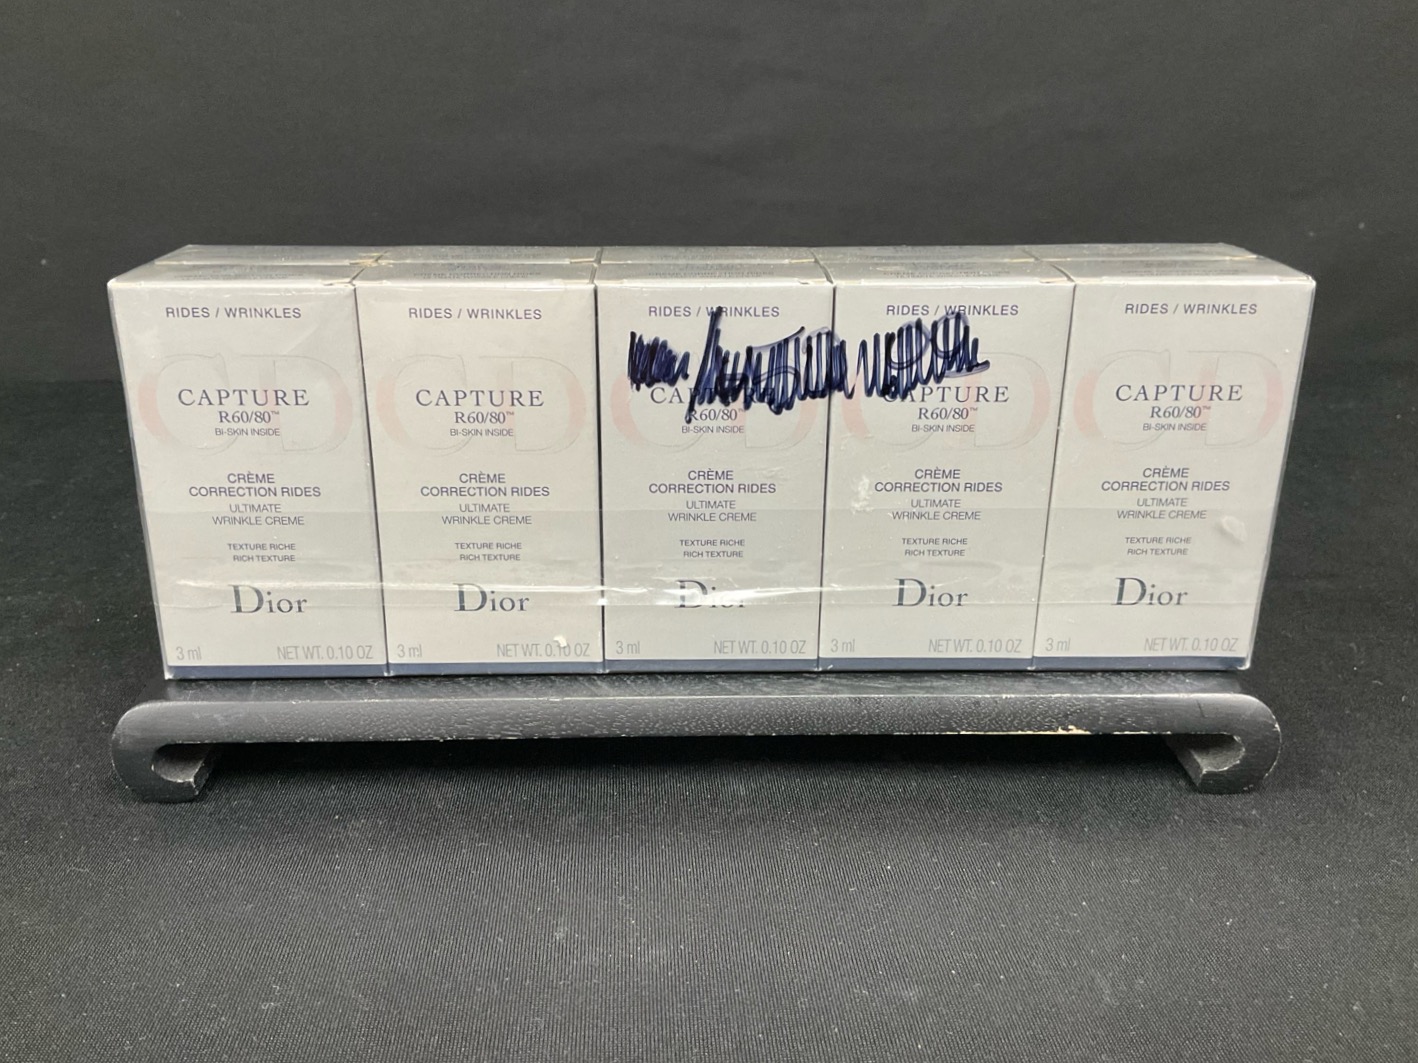 RIDES / WRINKLES
CAPTURE
R60/80™
BI-SKIN INSIDE
CRÈME
CORRECTION RIDES
ULTIMATE
WRINKLE CREME
TEXTURE RICHE
RICH TEXTURE
Dior
3 ml NET WT. 0.10 OZ
RIDES / WRINKLES
CAPTURE
R60/80™
BI-SKIN INSIDE
CRÈME
CORRECTION RIDES
ULTIMATE
WRINKLE CREME
TEXTURE RICHE
RICH TEXTURE
Dior
3 ml NET WT. 0.10 OZ
RIDES / WRINKLES
CAPTURE
R60/80™
BI-SKIN INSIDE
CRÈME
CORRECTION RIDES
ULTIMATE
WRINKLE CREME
TEXTURE RICHE
RICH TEXTURE
Dior
3 ml NET WT. 0.10 OZ
RIDES / WRINKLES
CAPTURE
R60/80™
BI-SKIN INSIDE
CRÈME
CORRECTION RIDES
ULTIMATE
WRINKLE CREME
TEXTURE RICHE
RICH TEXTURE
Dior
3 ml NET WT. 0.10 OZ
RIDES / WRINKLES
CAPTURE
R60/80™
BI-SKIN INSIDE
CRÈME
CORRECTION RIDES
ULTIMATE
WRINKLE CREME
TEXTURE RICHE
RICH TEXTURE
Dior
3 ml NET WT. 0.10 OZ